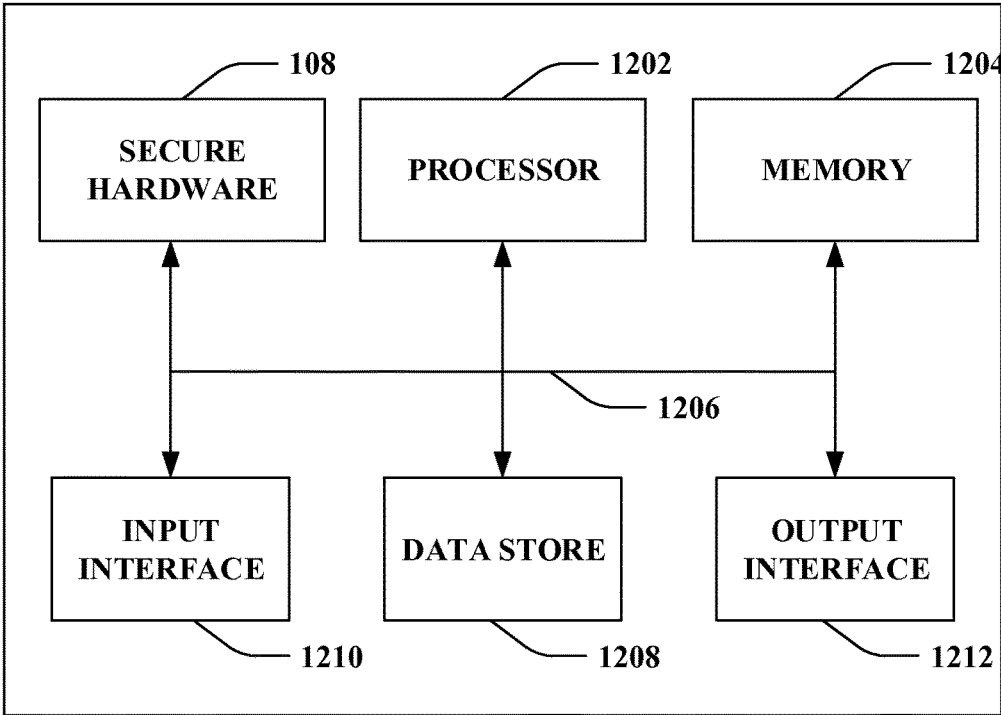 108
1202
1204
SECURE
HARDWARE
PROCESSOR
MEMORY
1206
INPUT
INTERFACE
DATA STORE
OUTPUT
INTERFACE
1210
1208
1212